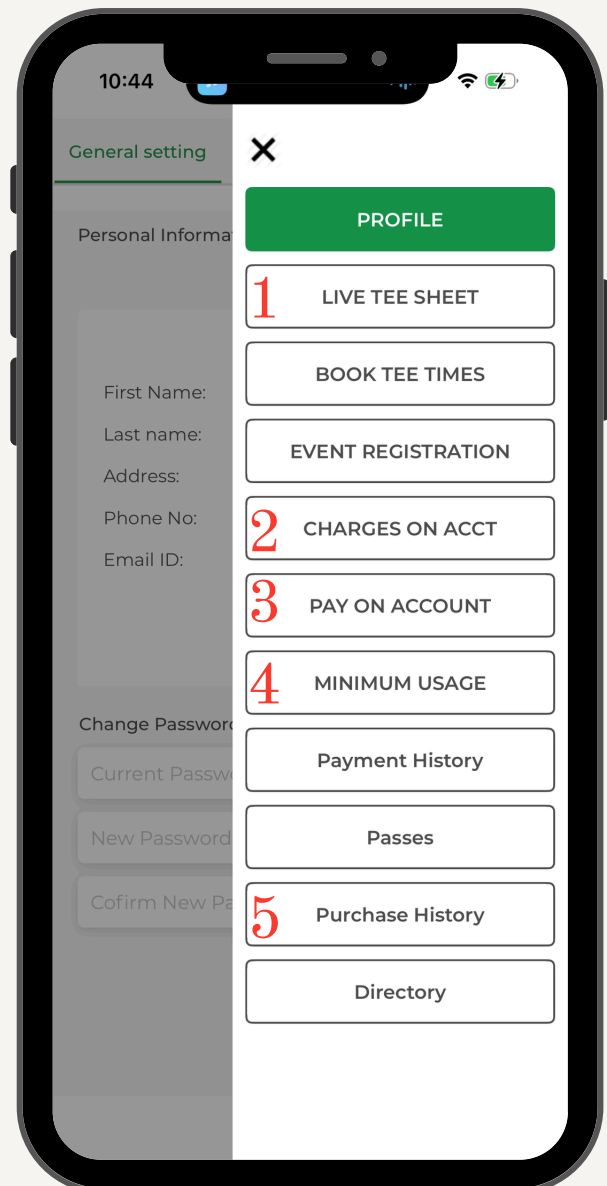 10:44
General setting
Personal Informa
First Name:
Last name:
Address:
Phone No:
Email ID:
Change Password
Current Passw
New Password
Cofirm New Pa
PROFILE
1 LIVE TEE SHEET
BOOK TEE TIMES
EVENT REGISTRATION
2 CHARGES ON ACCT
3 PAY ON ACCOUNT
4 MINIMUM USAGE
Payment History
Passes
5 Purchase History
Directory